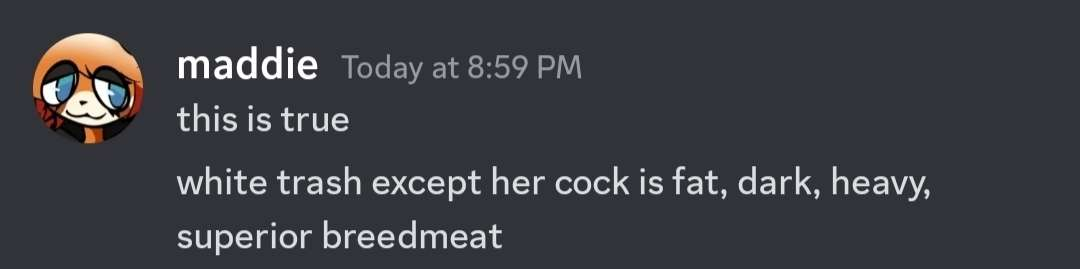 maddie Today at 8:59 PM
this is true
white trash except her cock is fat, dark, heavy,
superior breedmeat